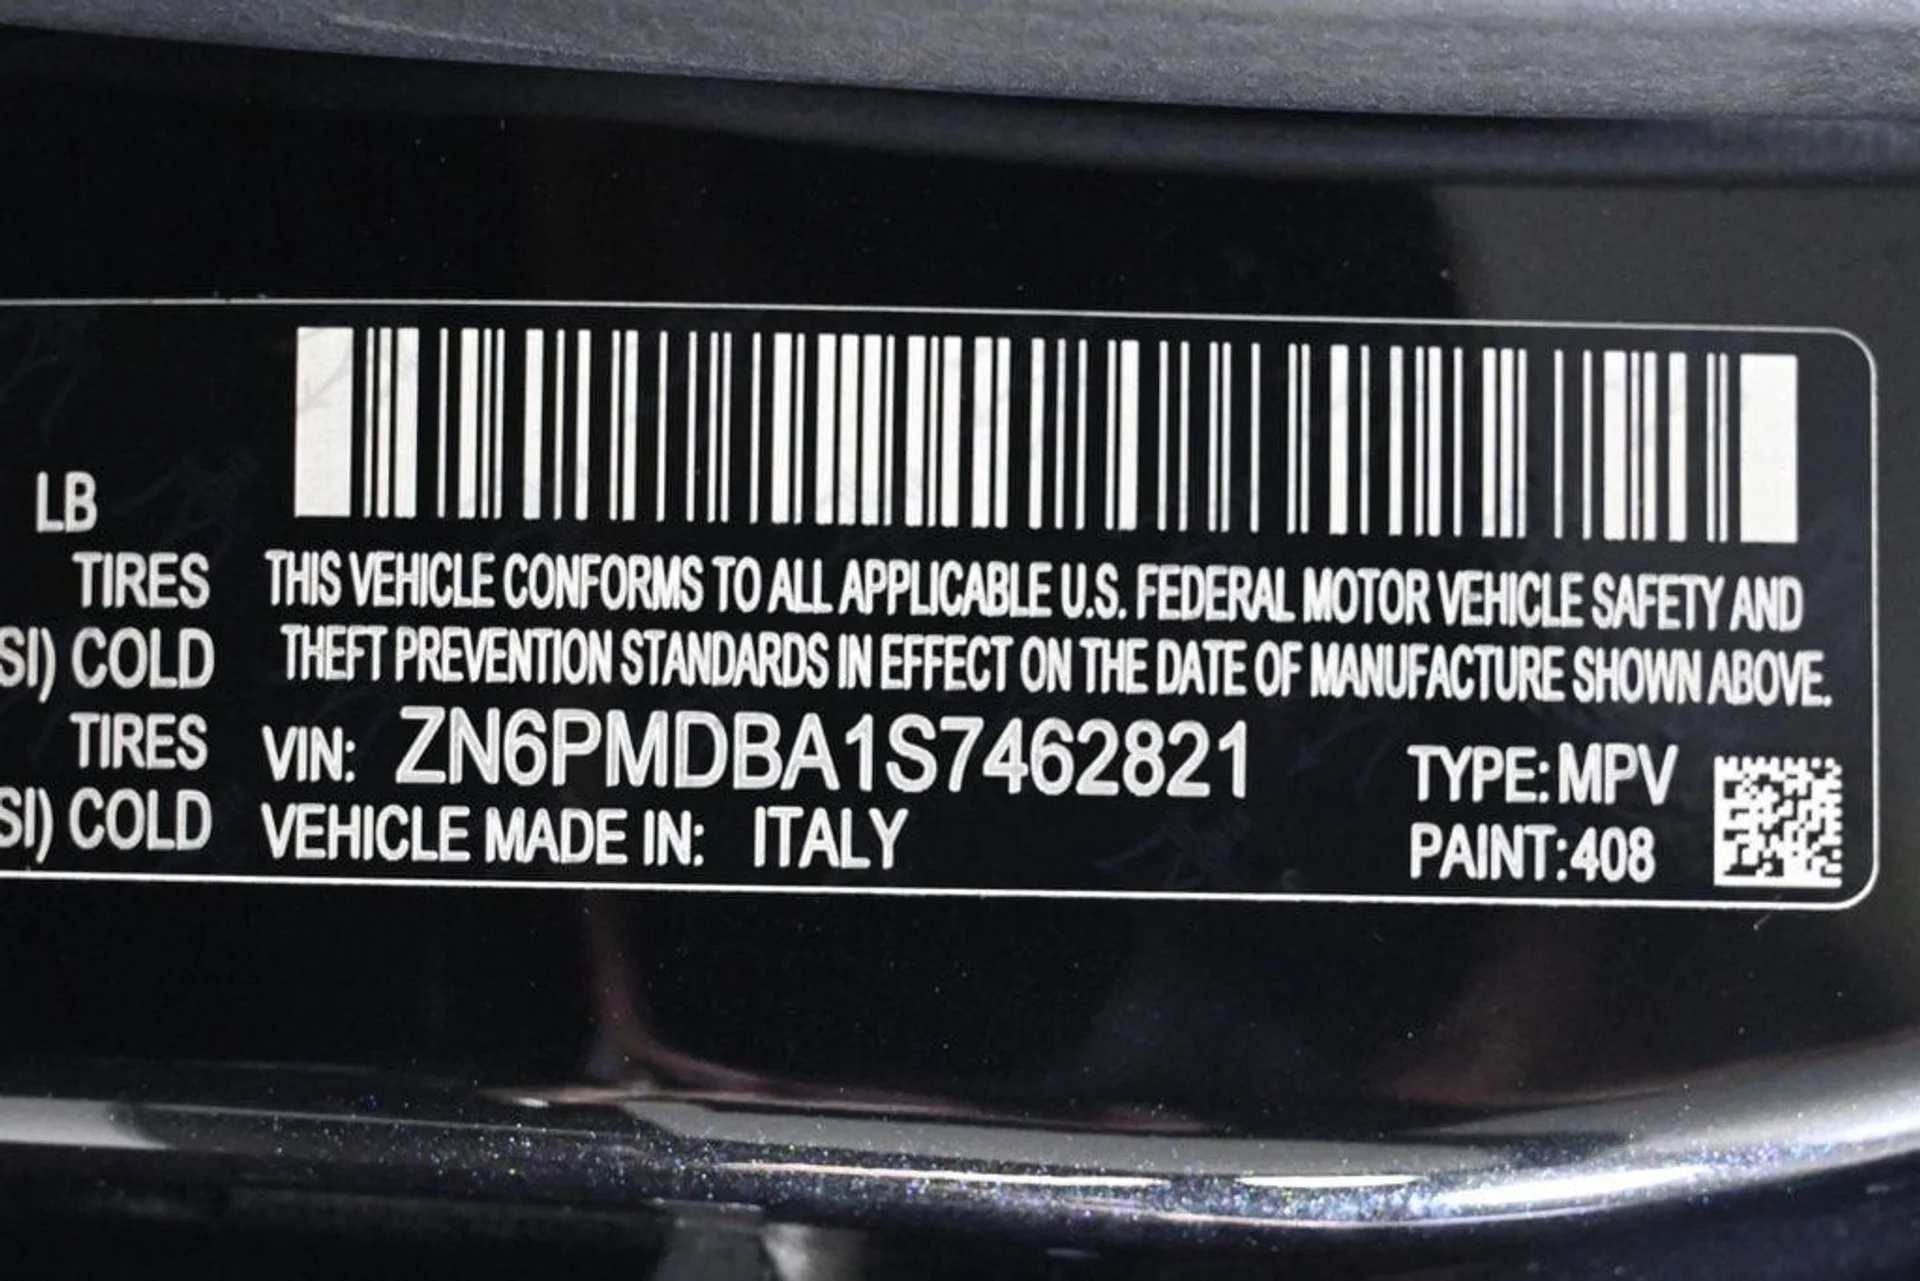 LB
TIRES
SI) COLD
TIRES
SI) COLD
THIS VEHICLE CONFORMS TO ALL APPLICABLE U.S. FEDERAL MOTOR VEHICLE SAFETY AND
THEFT PREVENTION STANDARDS IN EFFECT ON THE DATE OF MANUFACTURE SHOWN ABOVE.
VIN: ZN6PMDBA1S7462821
VEHICLE MADE IN: ITALY
TYPE: MPV
PAINT:408